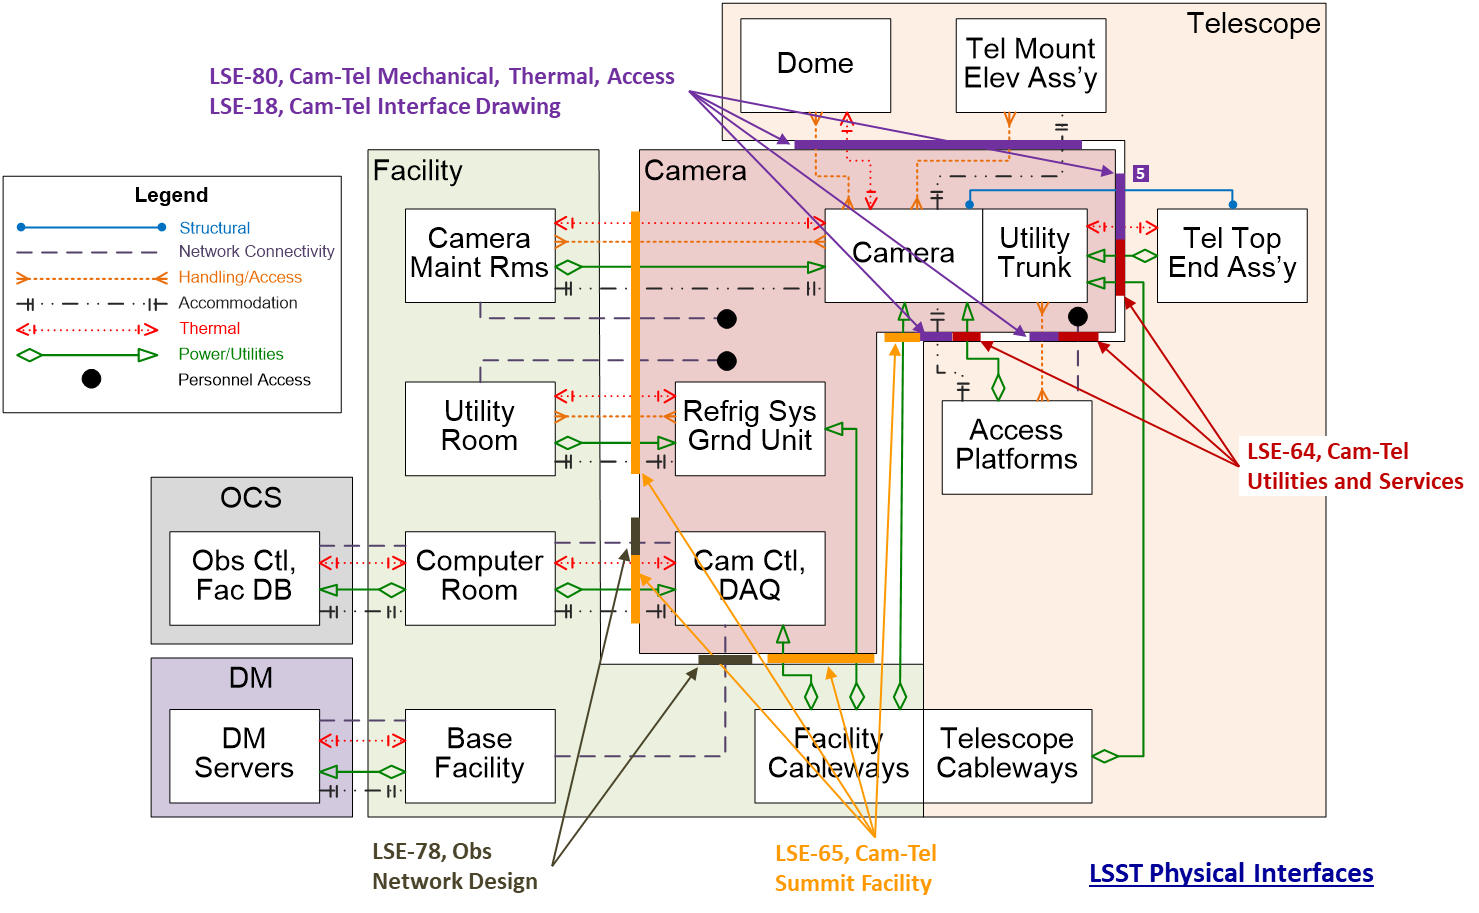 Telescope
Dome
Tel Mount
Elev Ass'y
LSE-80, Cam-Tel Mechanical, Thermal, Access
LSE-18, Cam-Tel Interface Drawing
Facility
Camera
5
Legend
Structural
Network Connectivity
Handling/Access
Accommodation
Thermal
Power/Utilities
Personnel Access
Camera
Maint Rms
Camera
Utility
Trunk
Tel Top
End Ass'y
Utility
Room
Refrig Sys
Grnd Unit
Access
Platforms
LSE-64, Cam-Tel
Utilities and Services
OCS
Obs Ctl,
Fac DB
Computer
Room
Cam Ctl,
DAQ
DM
DM
Servers
Base
Facility
Facility
Cableways
Telescope
Cableways
LSE-78, Obs
Network Design
LSE-65, Cam-Tel
Summit Facility
LSST Physical Interfaces